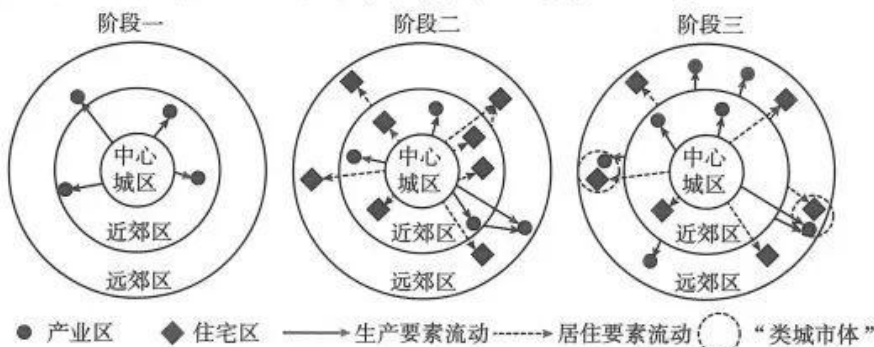 阶段一 阶段二 阶段三
中心城区 中心城区 中心城区
近郊区 近郊区 近郊区
远郊区 远郊区 远郊区
产业区 住宅区 生产要素流动 居住要素流动 “类城市体”